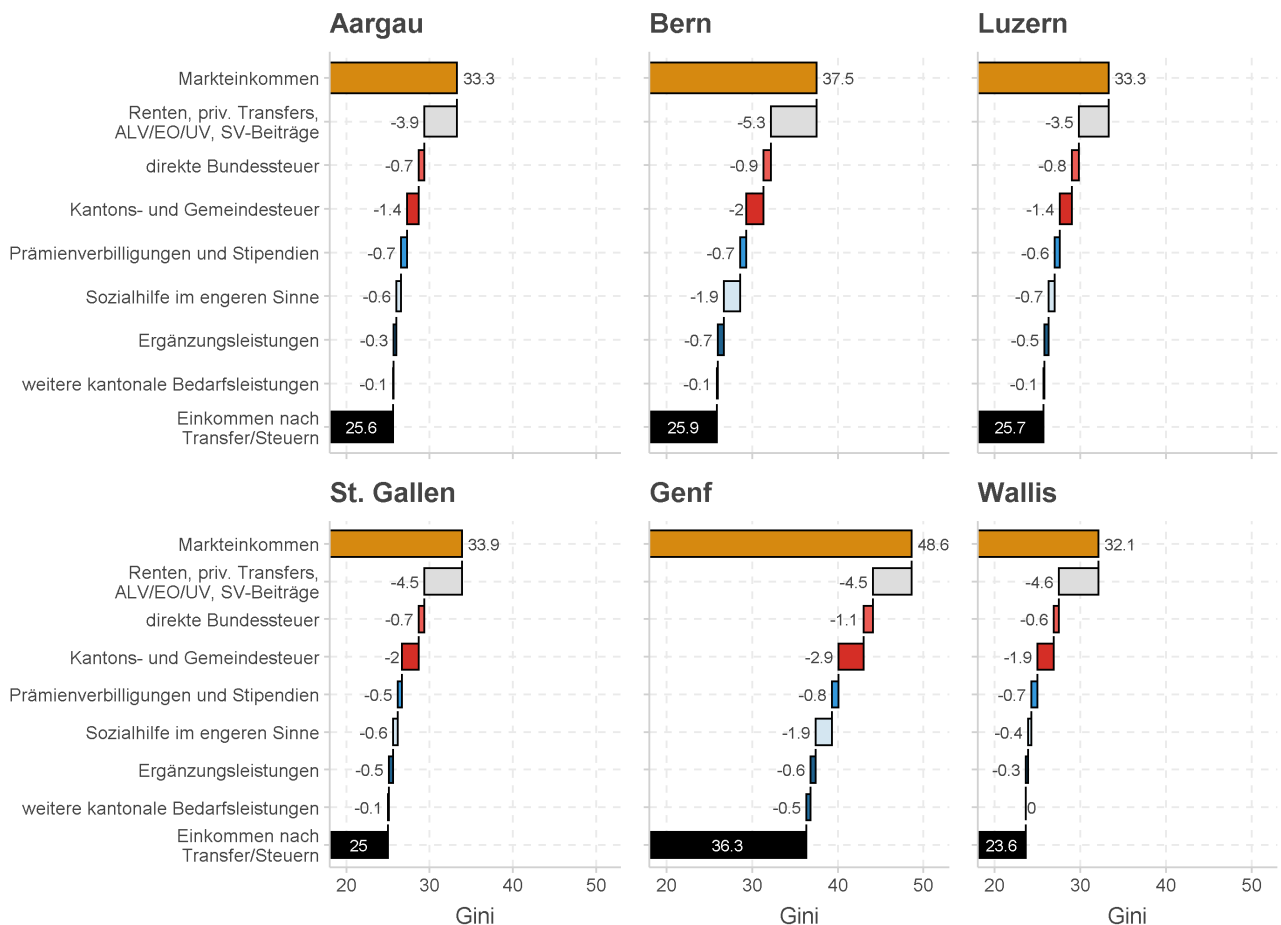 Aargau
Bern
Luzern
Markteinkommen
33.3
37.5
33.3
Renten, priv. Transfers,
ALV/EO/UV, SV-Beiträge
-3.9
-5.3
-3.5
direkte Bundessteuer
-0.7
-0.9
-0.8
Kantons- und Gemeindesteuer
-1.4
-2
-1.4
Prämienverbilligungen und Stipendien
-0.7
-0.7
-0.6
Sozialhilfe im engeren Sinne
-0.6
-1.9
-0.7
Ergänzungsleistungen
-0.3
-0.7
-0.5
weitere kantonale Bedarfsleistungen
-0.1
-0.1
-0.1
Einkommen nach
Transfer/Steuern
25.6
25.9
25.7
St. Gallen
Genf
Wallis
Markteinkommen
33.9
48.6
32.1
Renten, priv. Transfers,
ALV/EO/UV, SV-Beiträge
-4.5
-4.5
-4.6
direkte Bundessteuer
-0.7
-1.1
-0.6
Kantons- und Gemeindesteuer
-2
-2.9
-1.9
Prämienverbilligungen und Stipendien
-0.5
-0.8
-0.7
Sozialhilfe im engeren Sinne
-0.6
-1.9
-0.4
Ergänzungsleistungen
-0.5
-0.6
-0.3
weitere kantonale Bedarfsleistungen
-0.1
-0.5
0
Einkommen nach
Transfer/Steuern
25
36.3
23.6
20 30 40 50
20 30 40 50
20 30 40 50
Gini
Gini
Gini